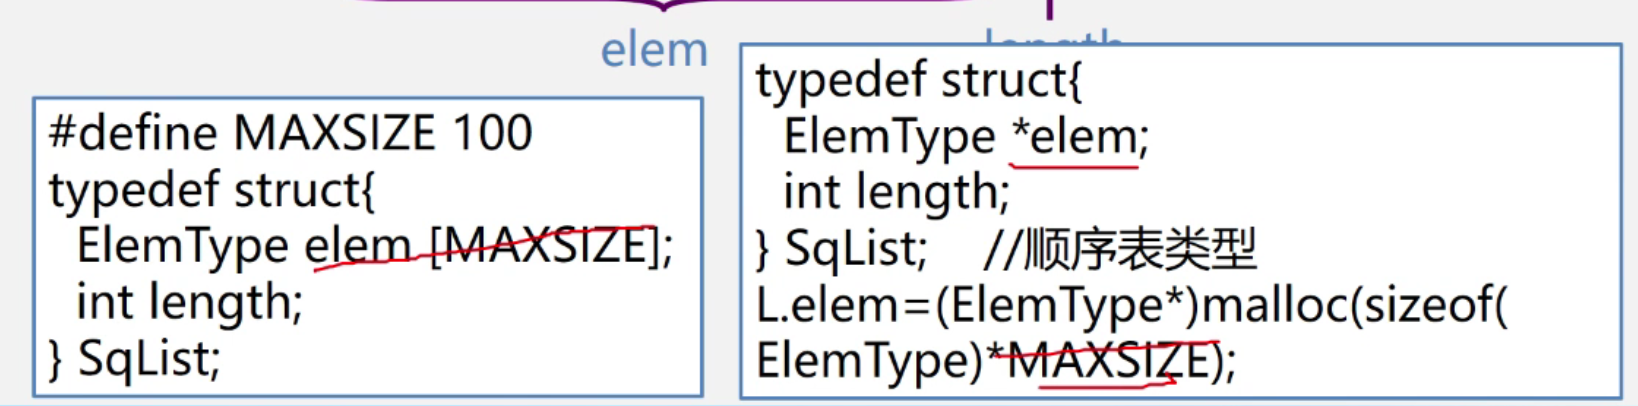 elem
length
#define MAXSIZE 100
typedef struct{
ElemType elem [MAXSIZE];
int length;
} SqList;
typedef struct{
ElemType *elem;
int length;
} SqList; //顺序表类型
L.elem=(ElemType*)malloc(sizeof(
ElemType)*MAXSIZE);